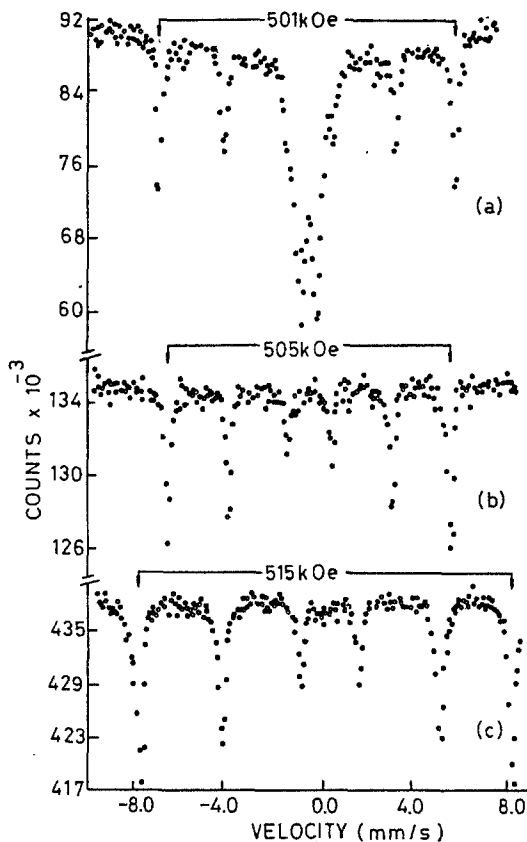 92
84
76
68
60
501kOe
(a)
134
130
126
505kOe
(b)
435
429
423
417
515kOe
(c)
COUNTS x 10⁻³
-8.0 -4.0 0.0 4.0 8.0
VELOCITY (mm/s)